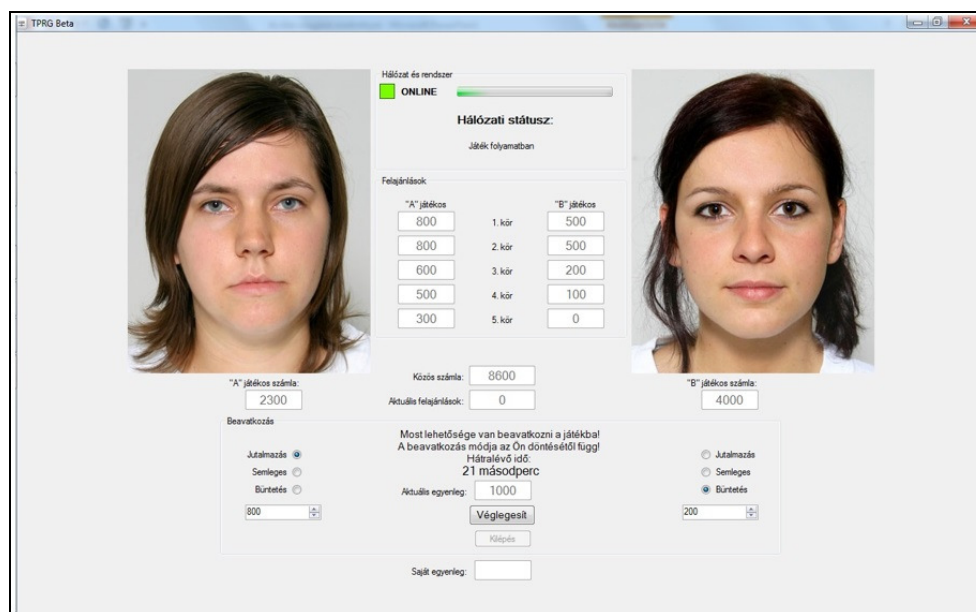 TPRG Beta
Hálózat és rendszer
ONLINE
Hálózati státusz:
Játék folyamatban
Felajánlások
"A" játékos
"B" játékos
800 1. kör 500
800 2. kör 500
600 3. kör 200
500 4. kör 100
300 5. kör 0
"A" játékos számla:
2300
Közös számla: 8600
Aktuális felajánlások: 0
"B" játékos számla:
4000
Beavatkozás
Most lehetősége van beavatkozni a játékba!
A beavatkozás módja az Ön döntésétől függ!
Hátralévő idő:
21 másodperc
Jutalmazás
Semleges
Büntetés
800
Aktuális egyenleg: 1000
Véglegesít
Kilépés
Jutalmazás
Semleges
Büntetés
200
Saját egyenleg: